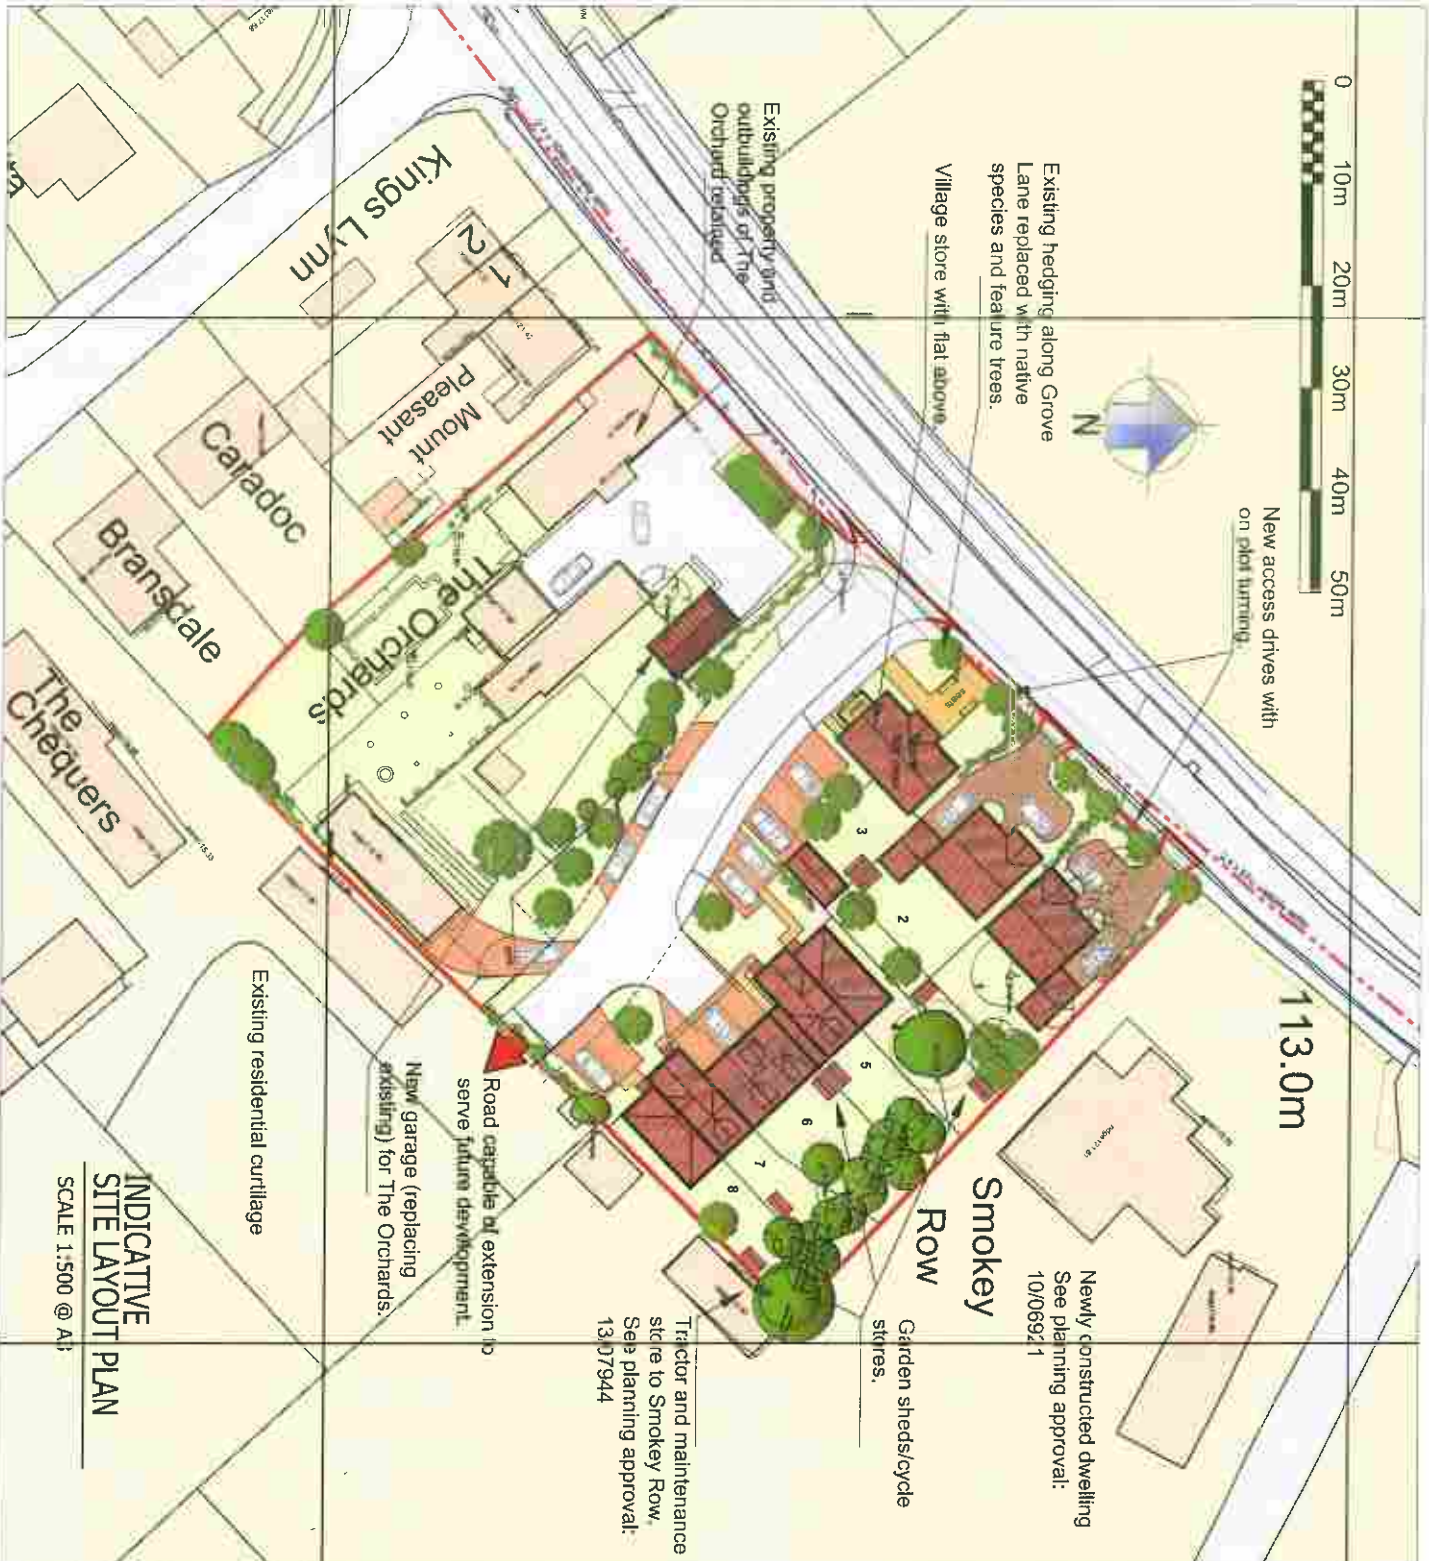 0
10m
20m
30m
40m
50m
New access drives with
on plot turning.
Existing hedging along Grove
Lane replaced with native
species and feature trees.
Village store with flat above.
Existing property and
outbuildings of The
Orchard retained
N
113.0m
Kings Lynn
2
1
Mount
Pleasant
Caradoc
Bransdale
The
Chequers
The Orchards
3
2
5
6
7
8
Smokey
Row
Newly constructed dwelling
See planning approval:
10/06921
Garden sheds/cycle
stores.
Tractor and maintenance
store to Smokey Row.
See planning approval:
13/07944
Road capable of extension to
serve future development.
New garage (replacing
existing) for The Orchards.
Existing residential curtilage
INDICATIVE
SITE LAYOUT PLAN
SCALE 1:500 @ A3